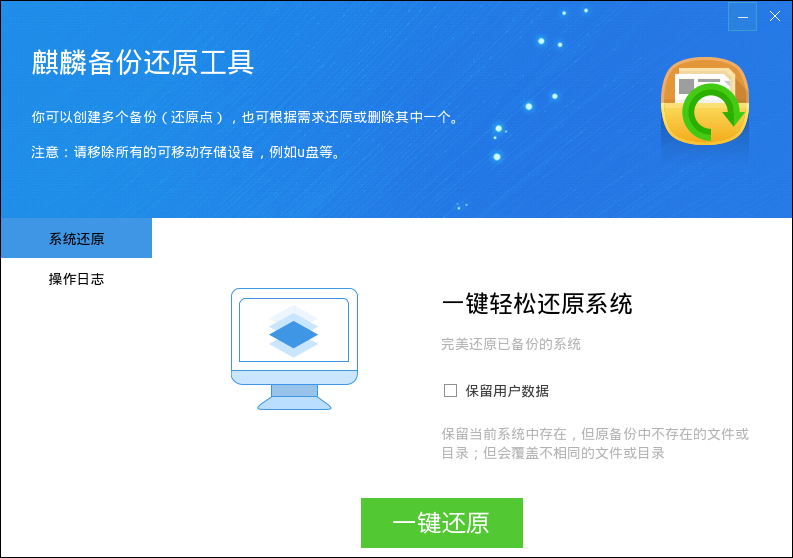 麒麟备份还原工具
你可以创建多个备份（还原点），也可根据需求还原或删除其中一个。
注意：请移除所有的可移动存储设备，例如u盘等。
系统还原
操作日志
一键轻松还原系统
完美还原已备份的系统
保留用户数据
保留当前系统中存在，但原备份中不存在的文件或
目录；但会覆盖不相同的文件或目录
一键还原